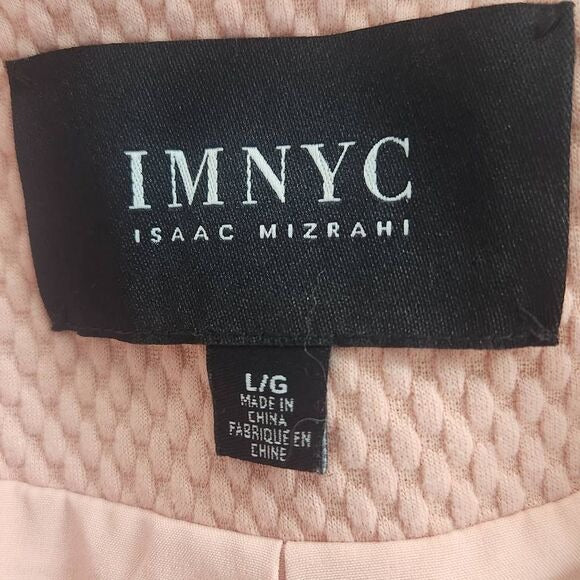 IMNYC
ISAAC MIZRAHI
L/G
MADE IN
CHINA
FABRIQUÉ EN
CHINE